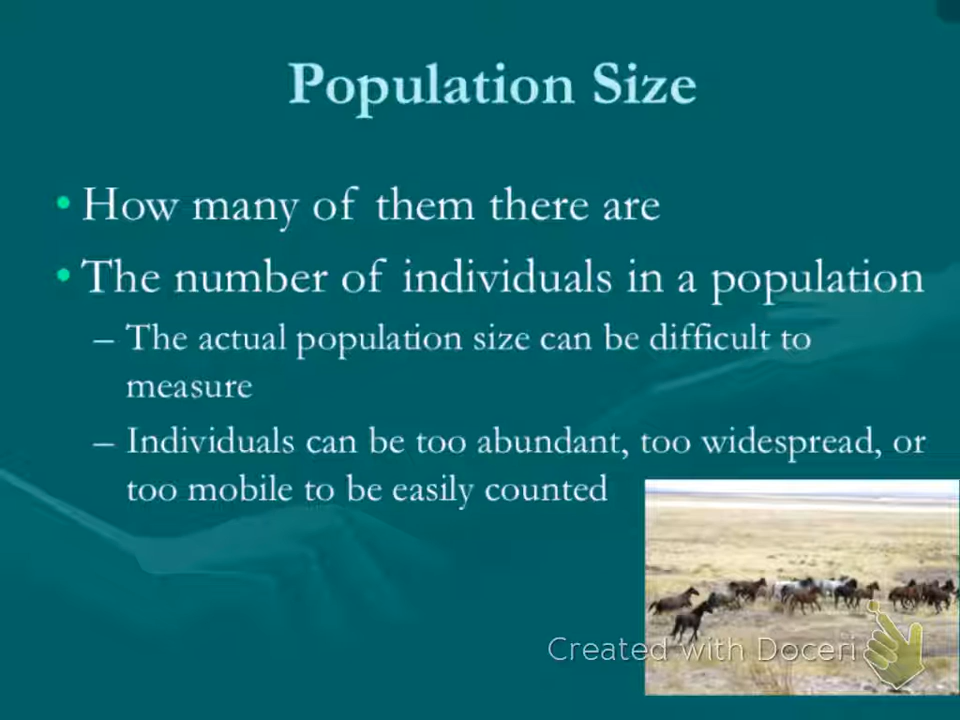 Population Size
• How many of them there are
• The number of individuals in a population
– The actual population size can be difficult to
measure
– Individuals can be too abundant, too widespread, or
too mobile to be easily counted
Created with Doceri